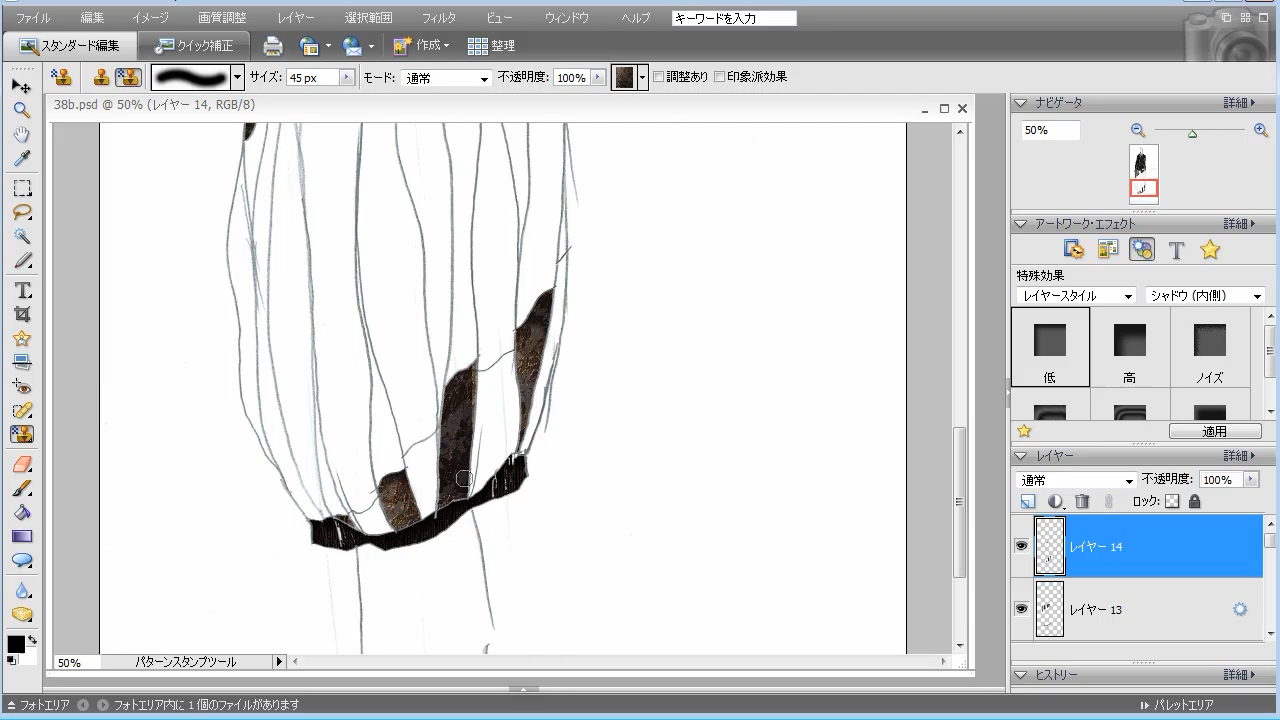 ファイル 編集 イメージ 画質調整 レイヤー 選択範囲 フィルタ ビュー ウィンドウ ヘルプ キーワードを入力
スタンダード編集 クイック補正 作成 整理
サイズ: 45 px モード: 通常 不透明度: 100% 調整あり 印象派効果
38b.psd @ 50% (レイヤー 14, RGB/8)
ナビゲータ 詳細
50%
アートワーク・エフェクト 詳細
特殊効果
レイヤースタイル シャドウ (内側)
低 高 ノイズ
適用
レイヤー 詳細
通常 不透明度: 100%
ロック:
レイヤー 14
レイヤー 13
50% パターンスタンプツール
ヒストリー 詳細
フォトエリア フォトエリア内に 1 個のファイルがあります パレットエリア